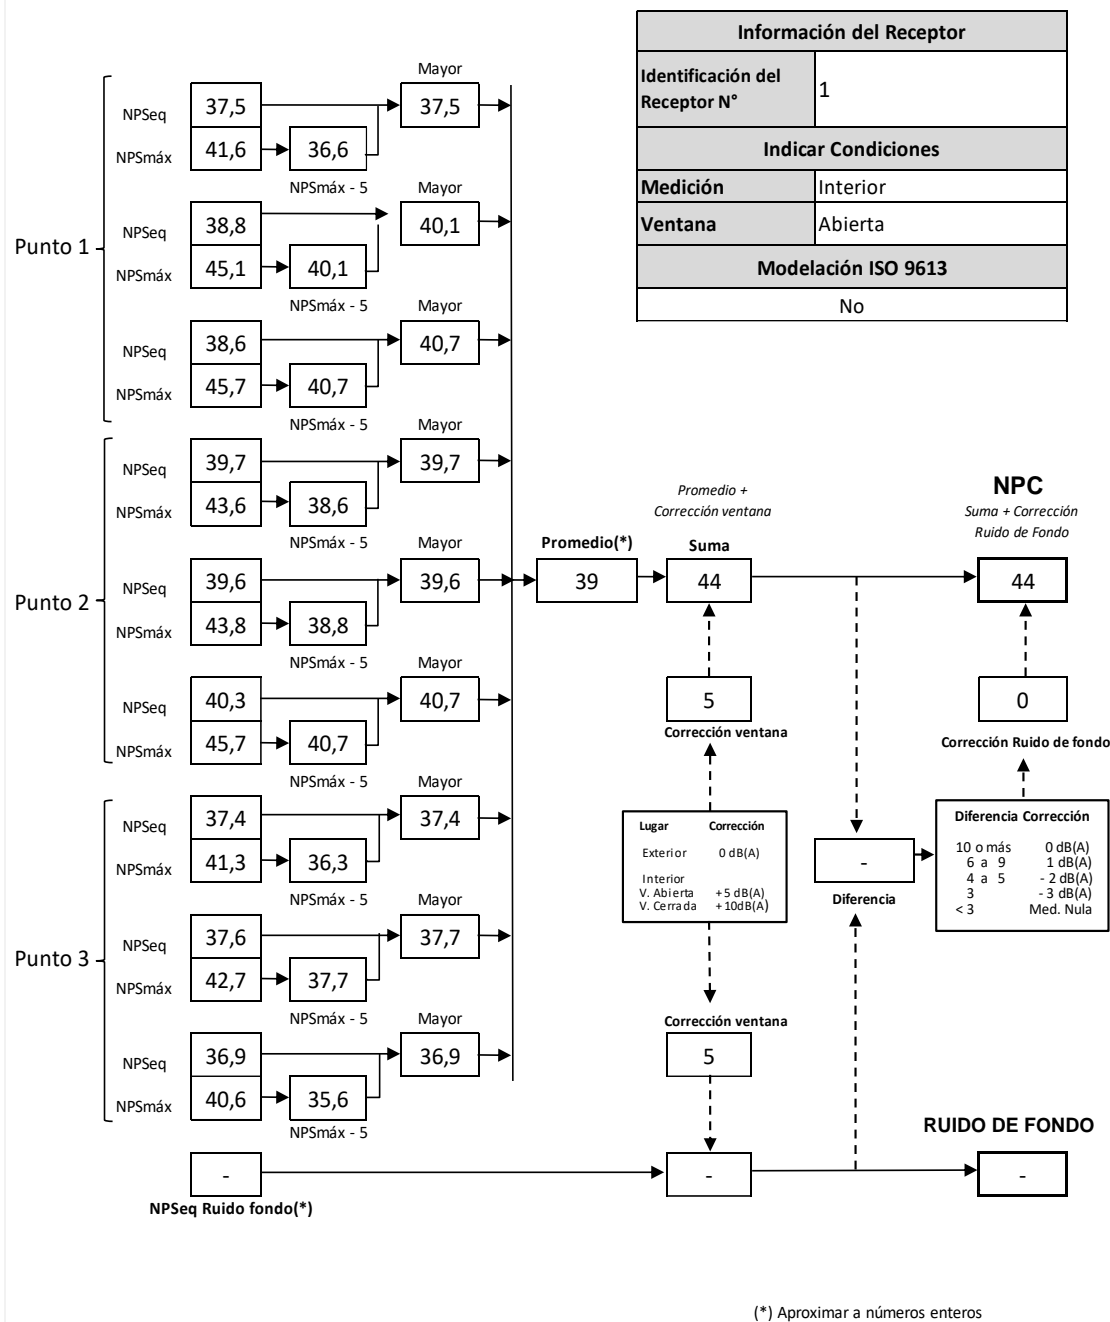 Información del Receptor
Identificación del
Receptor N°
1
Indicar Condiciones
Medición Interior
Ventana Abierta
Modelación ISO 9613
No
Punto 1
Mayor
NPSeq 37,5 37,5
NPSmáx 41,6 36,6
NPSmáx - 5
Mayor
NPSeq 38,8 40,1
NPSmáx 45,1 40,1
NPSmáx - 5
Mayor
NPSeq 38,6 40,7
NPSmáx 45,7 40,7
NPSmáx - 5
Punto 2
Mayor
NPSeq 39,7 39,7
NPSmáx 43,6 38,6
NPSmáx - 5
Mayor
NPSeq 39,6 39,6
NPSmáx 43,8 38,8
NPSmáx - 5
Mayor
NPSeq 40,3 40,7
NPSmáx 45,7 40,7
NPSmáx - 5
Punto 3
Mayor
NPSeq 37,4 37,4
NPSmáx 41,3 36,3
NPSmáx - 5
Mayor
NPSeq 37,6 37,7
NPSmáx 42,7 37,7
NPSmáx - 5
Mayor
NPSeq 36,9 36,9
NPSmáx 40,6 35,6
NPSmáx - 5
-
NPSeq Ruido fondo(*)
Promedio(*)
39
Promedio +
Corrección ventana
Suma
44
5
Corrección ventana
Lugar Corrección
Exterior 0 dB(A)
Interior
V. Abierta +5 dB(A)
V. Cerrada +10dB(A)
Corrección ventana
5
-
NPC
Suma + Corrección
Ruido de Fondo
44
0
Corrección Ruido de fondo
-
Diferencia
Diferencia Corrección
10 o más 0 dB(A)
6 a 9 1 dB(A)
4 a 5 - 2 dB(A)
3 - 3 dB(A)
< 3 Med. Nula
RUIDO DE FONDO
-
(*) Aproximar a números enteros